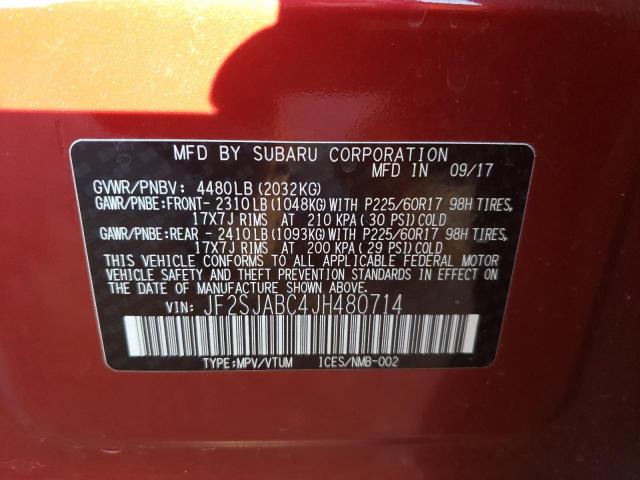 MFD BY SUBARU CORPORATION
MFD IN 09/17
GVWR/PNBV: 4480LB(2032KG)
GAWR/PNBE:FRONT- 2310LB(1048KG)WITH P225/60R17 98H TIRES,
17X7J RIMS AT 210 KPA(30 PSI)COLD
GAWR/PNBE:REAR - 2410LB(1093KG)WITH P225/60R17 98H TIRES,
17X7J RIMS AT 200 KPA(29 PSI)COLD
THIS VEHICLE CONFORMS TO ALL APPLICABLE FEDERAL MOTOR
VEHICLE SAFETY AND THEFT PREVENTION STANDARDS IN EFFECT
ON THE DATE OF MANUFACTURE SHOWN ABOVE.
VIN: JF2SJABC4JH480714
TYPE:MPV/VTUM ICES/NMB-002